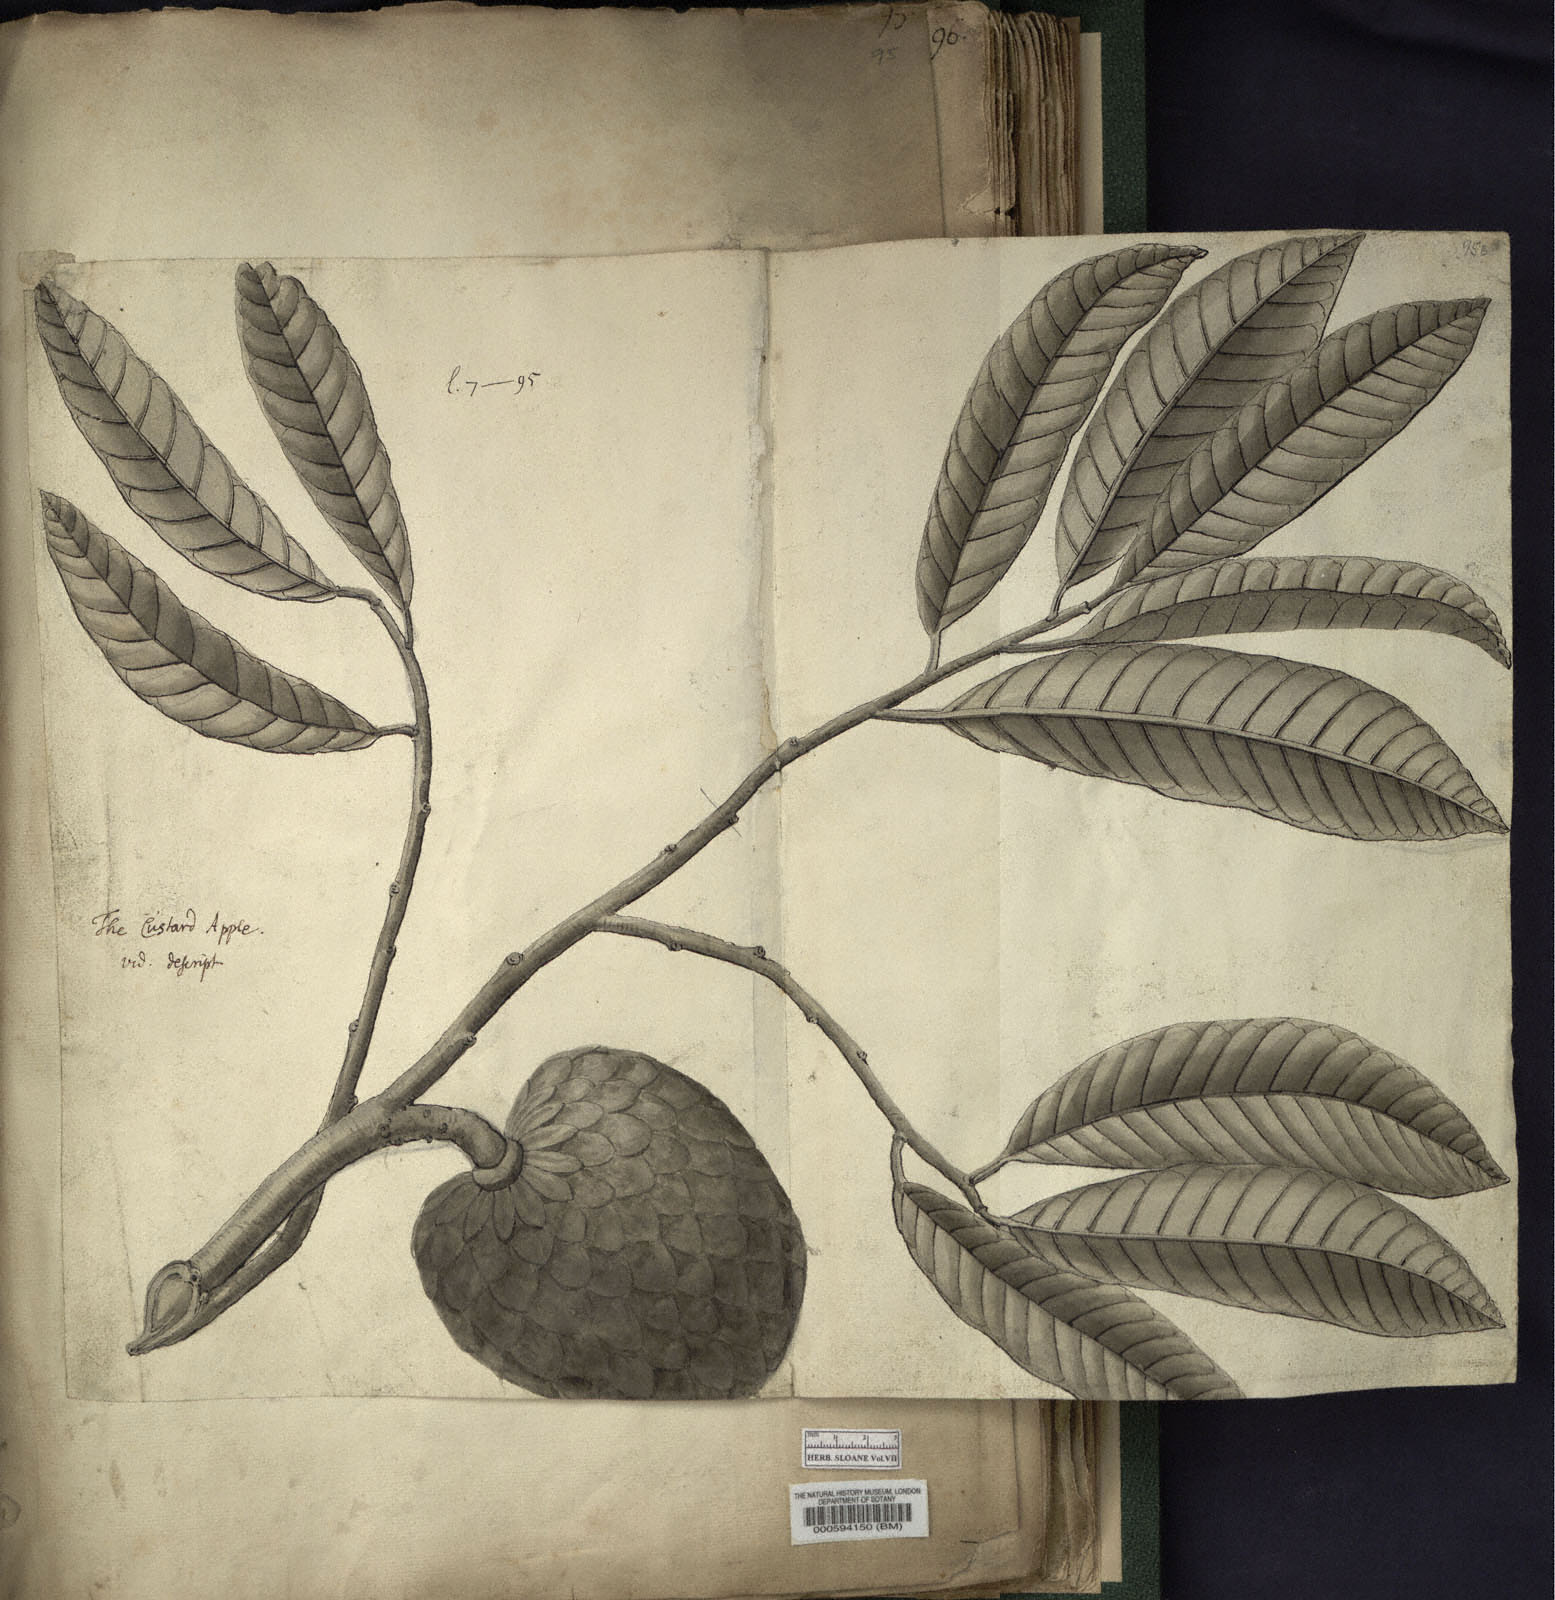 95
96.
95b
l. 7 — 95
The Custard Apple.
vid. descript
HERB. SLOANE Vol.VII
THE NATURAL HISTORY MUSEUM, LONDON
DEPARTMENT OF BOTANY
000594150 (BM)